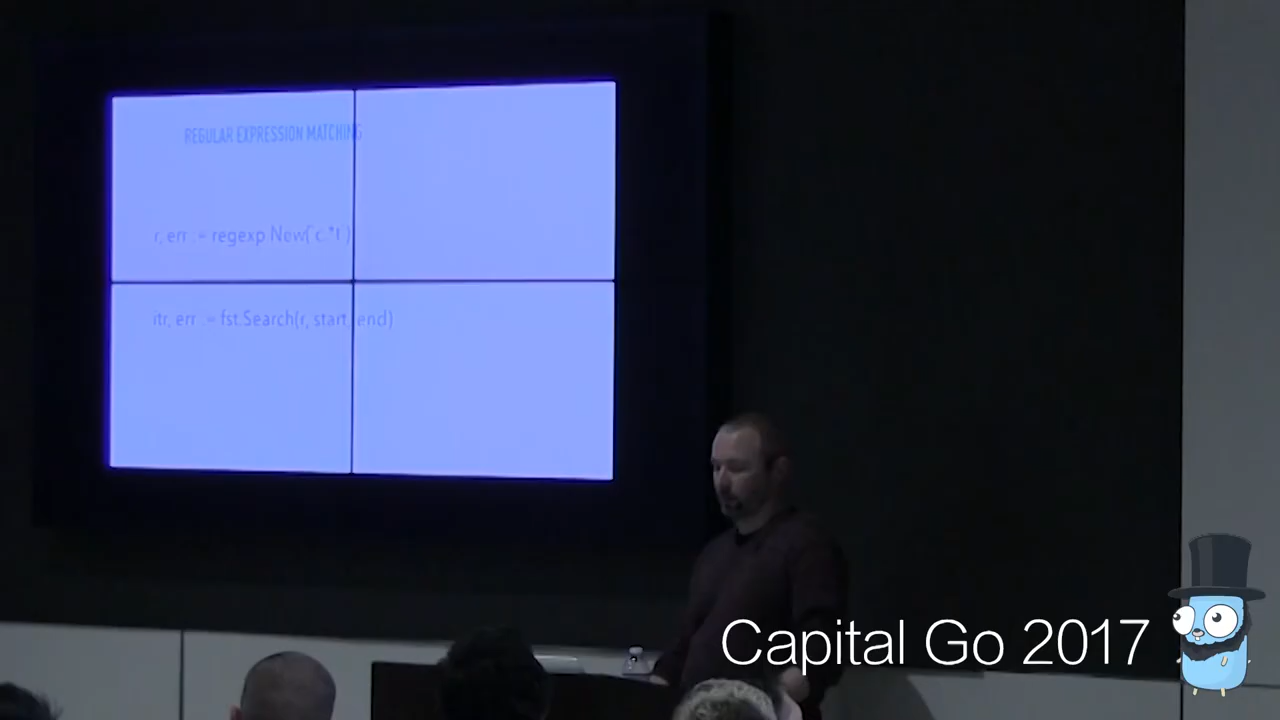 REGULAR EXPRESSION MATCHING
r, err := regexp.New(`c.*t`)
itr, err := fst.Search(r, start, end)
Capital Go 2017